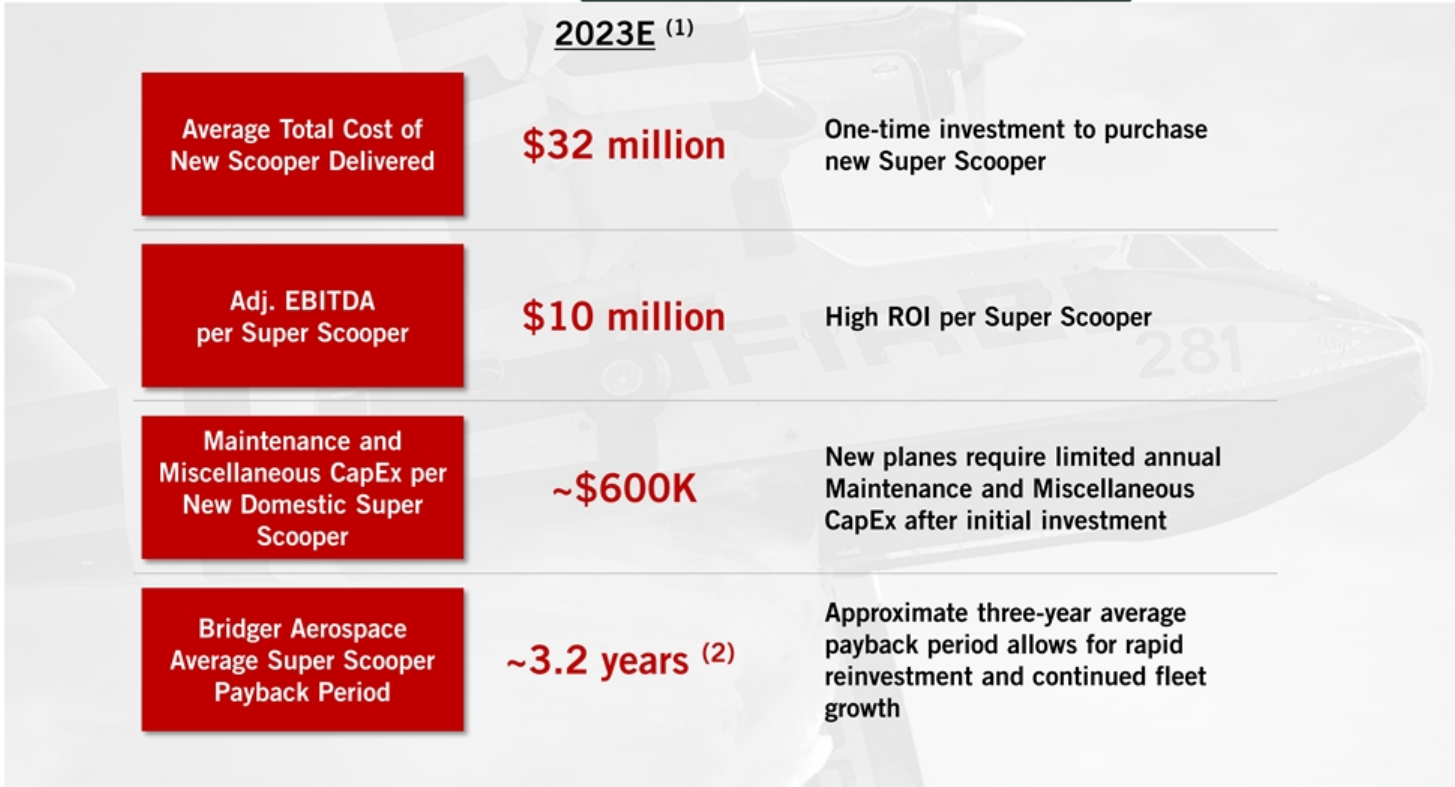 2023E (1)
Average Total Cost of
New Scooper Delivered
$32 million
One-time investment to purchase
new Super Scooper
Adj. EBITDA
per Super Scooper
$10 million
High ROI per Super Scooper
Maintenance and
Miscellaneous CapEx per
New Domestic Super
Scooper
~$600K
New planes require limited annual
Maintenance and Miscellaneous
CapEx after initial investment
Bridger Aerospace
Average Super Scooper
Payback Period
~3.2 years (2)
Approximate three-year average
payback period allows for rapid
reinvestment and continued fleet
growth
FIRE
281